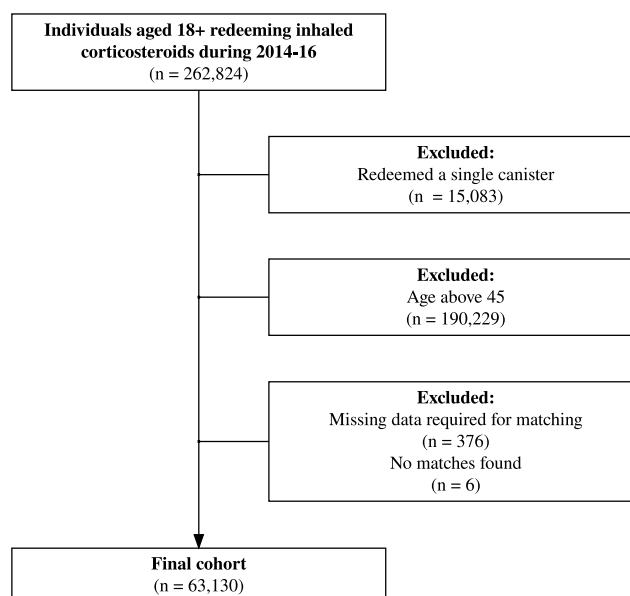 Individuals aged 18+ redeeming inhaled
corticosteroids during 2014-16
(n = 262,824)
Excluded:
Redeemed a single canister
(n = 15,083)
Excluded:
Age above 45
(n = 190,229)
Excluded:
Missing data required for matching
(n = 376)
No matches found
(n = 6)
Final cohort
(n = 63,130)